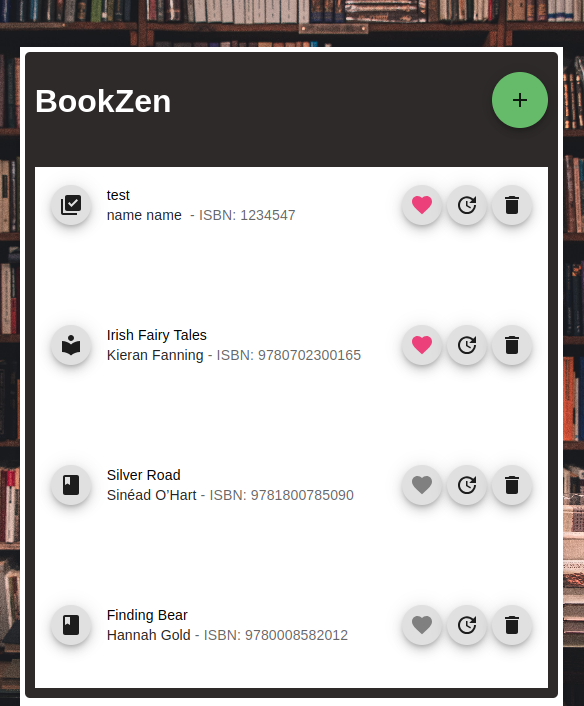 BookZen
+
test
name name - ISBN: 1234547
Irish Fairy Tales
Kieran Fanning - ISBN: 9780702300165
Silver Road
Sinéad O'Hart - ISBN: 9781800785090
Finding Bear
Hannah Gold - ISBN: 9780008582012